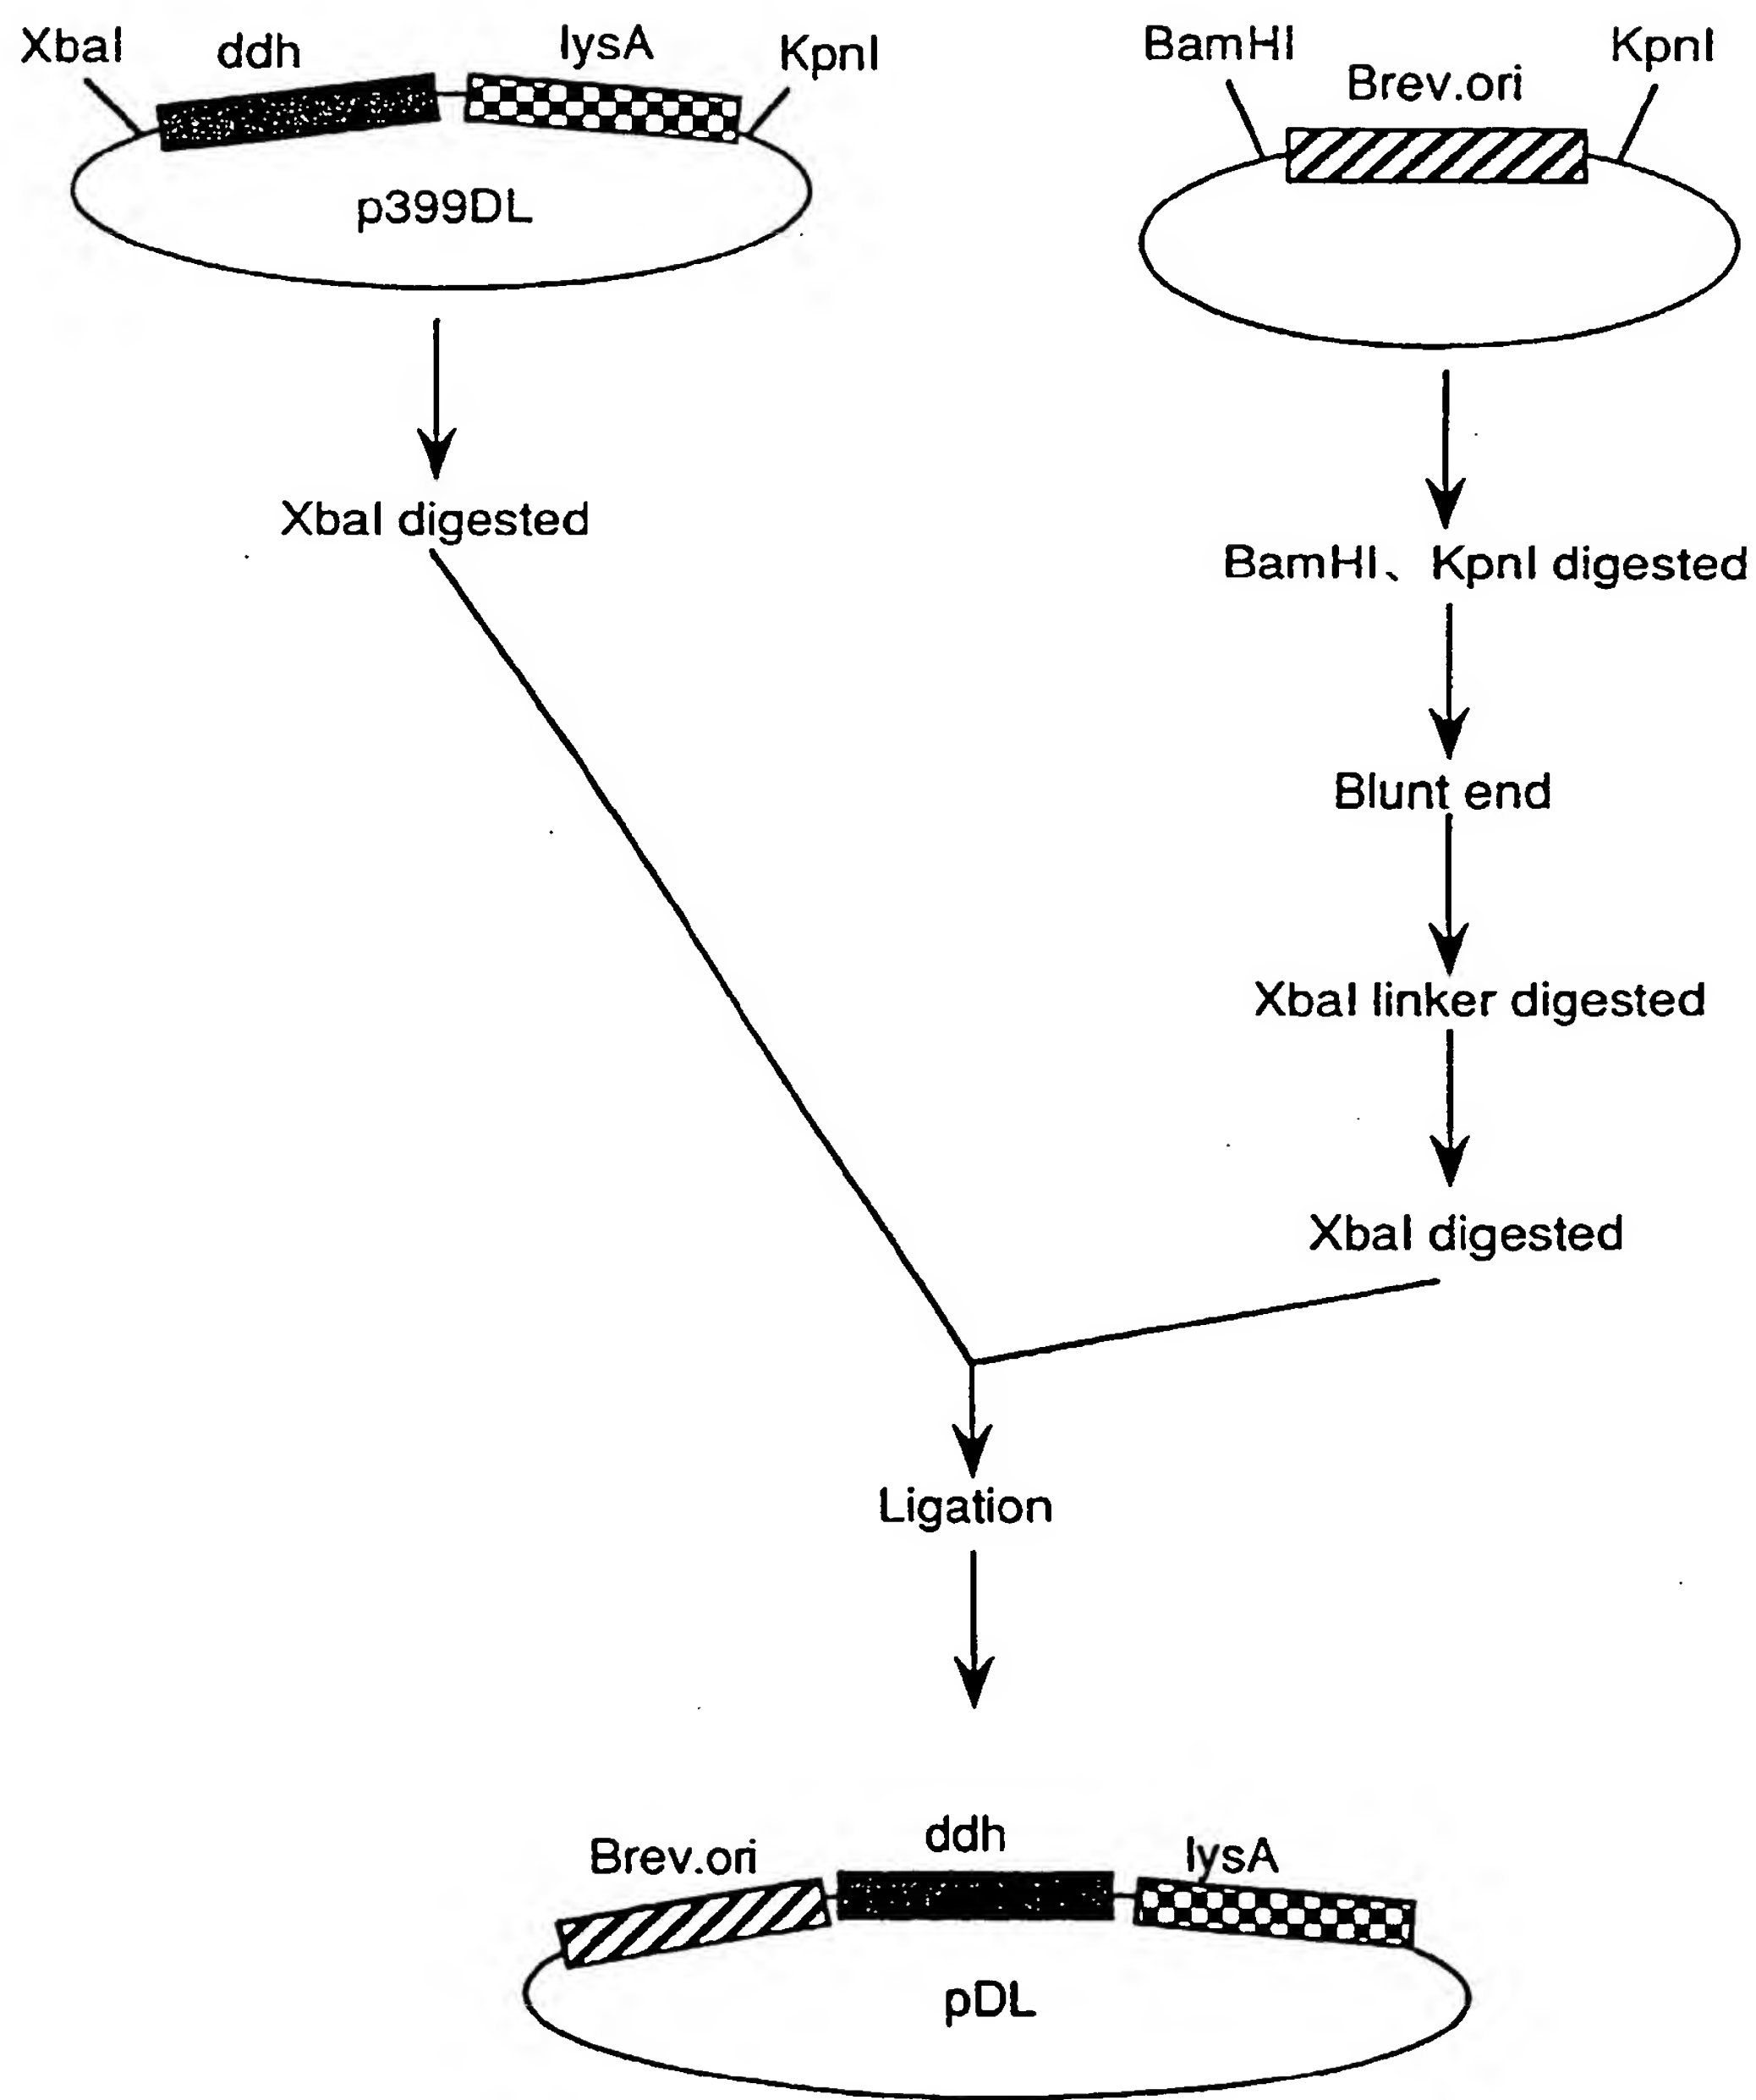 XbaI ddh lysA KpnI
p399DL
BamHI Brev.ori KpnI
XbaI digested
BamHI、KpnI digested
Blunt end
XbaI linker digested
XbaI digested
Ligation
Brev.ori ddh lysA
pDL